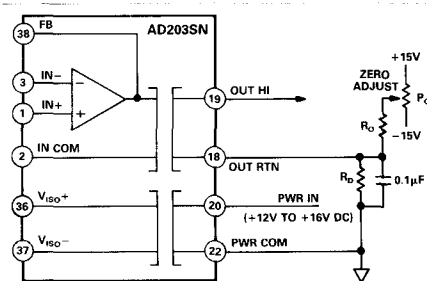 AD203SN
FB
38
IN−
3
−
IN+
1
+
IN COM
2
VISO+
36
VISO−
37
19
OUT HI
18
OUT RTN
20
PWR IN
(+12V TO +16V DC)
22
PWR COM
+15V
ZERO
ADJUST
−15V
RO
RD
0.1μF